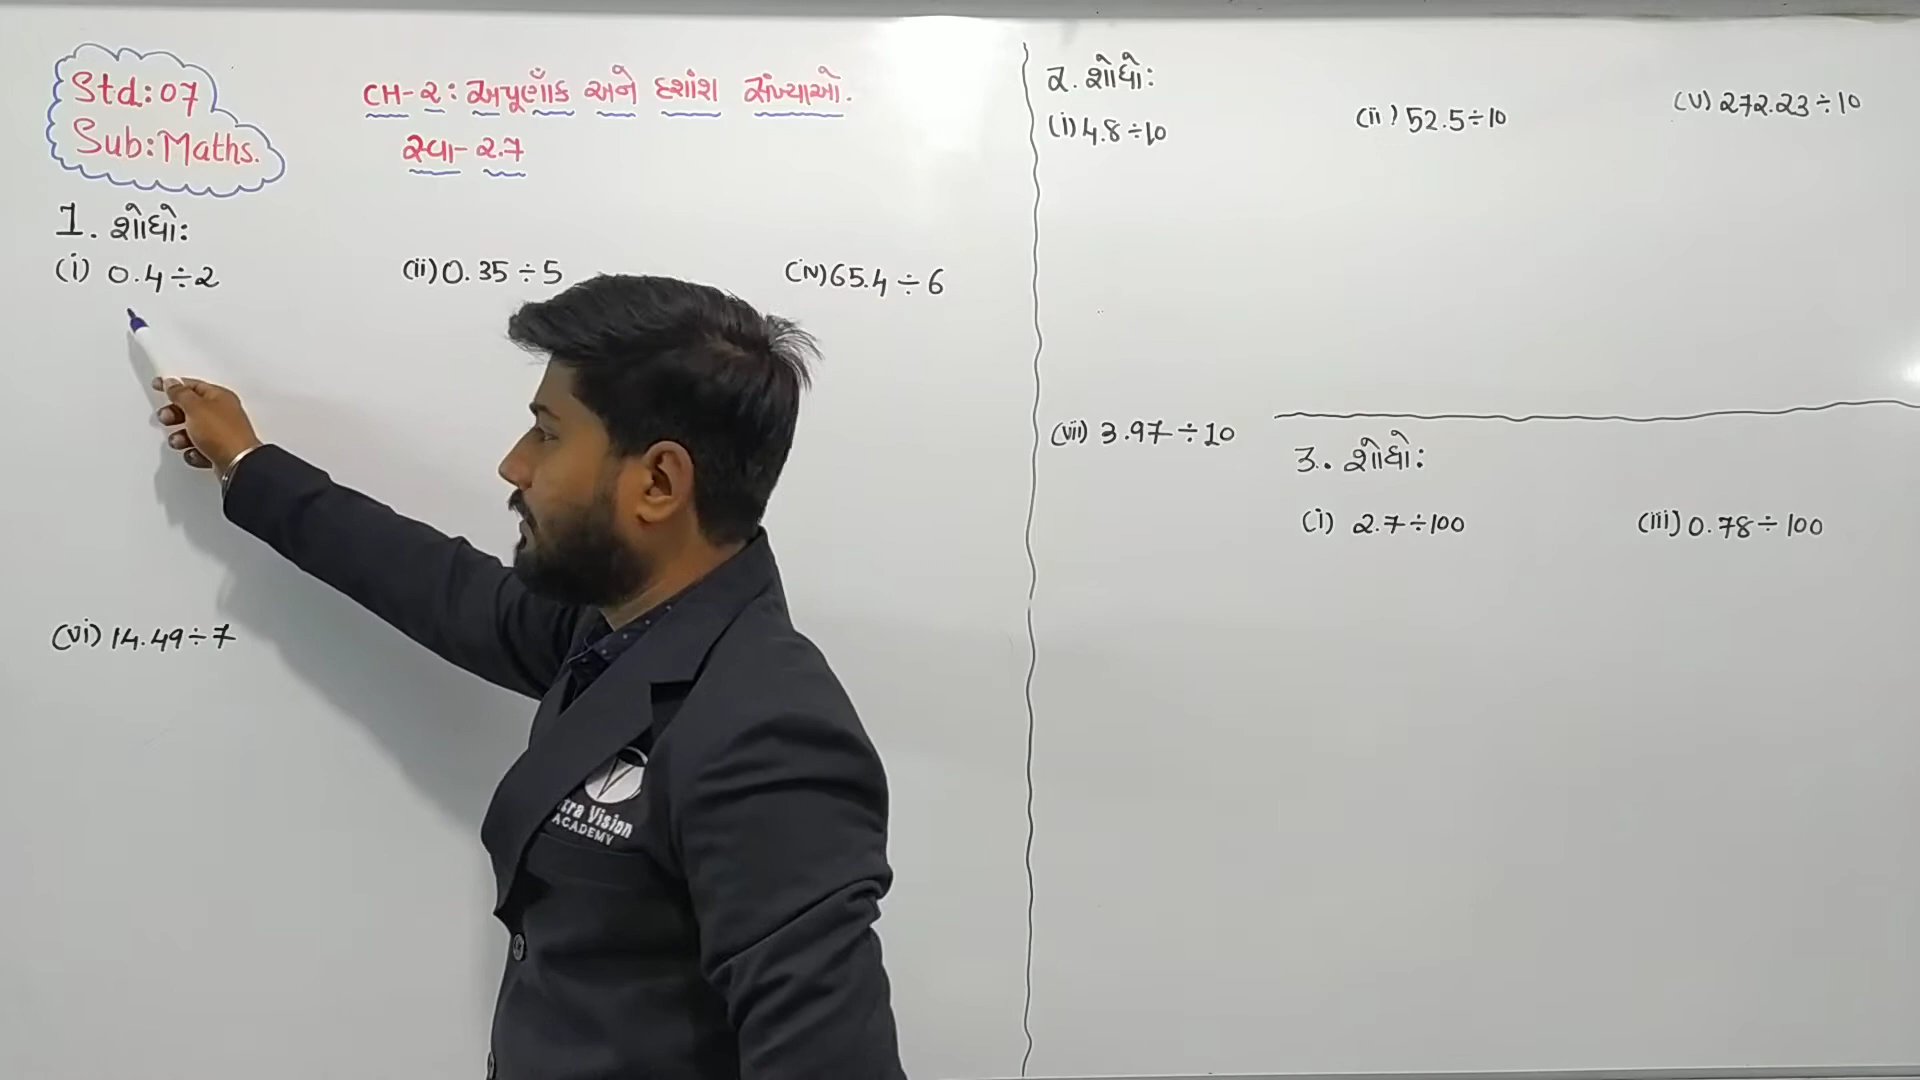 Std:07
Sub:Maths.
CH-૨: અપૂર્ણાંક અને દશાંશ સંખ્યાઓ.
સ્વા- ૨.૭
1. શોધો:
(i) 0.4÷2
(ii) 0.35÷5
(iv) 65.4÷6
(vi) 14.49÷7
૨. શોધો:
(i) 4.8÷10
(ii) 52.5÷10
(v) 272.23÷10
(vii) 3.97÷10
3. શોધો:
(i) 2.7÷100
(iii) 0.78÷100
Vision
ACADEMY